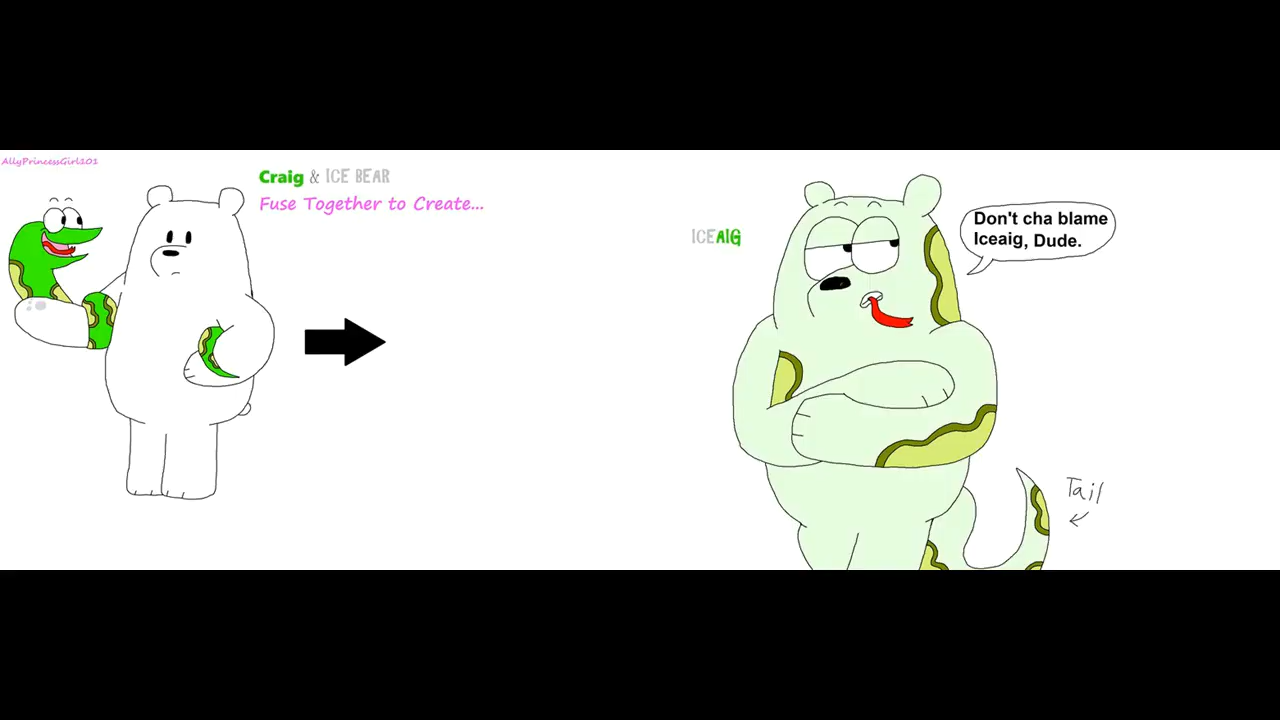 AllyPrincessGirl101
Craig & ICE BEAR
Fuse Together to Create...
ICEAIG
Don't cha blame
Iceaig, Dude.
Tail